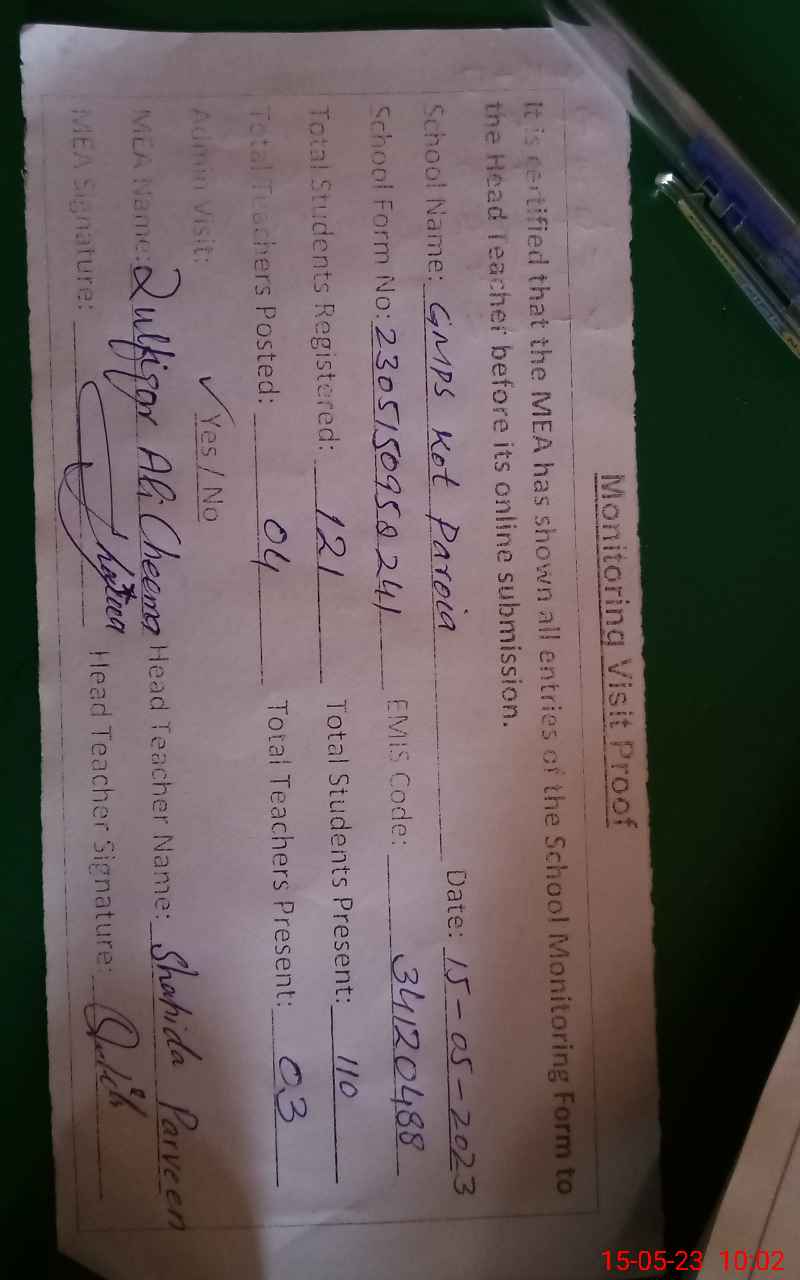 Monitoring Visit Proof
It is certified that the MEA has shown all entries of the School Monitoring Form to
the Head Teacher before its online submission.
School Name: GMPS Kot Paroia Date: 15-05-2023
School Form No: 230515095 241 EMIS Code: 34120488
Total Students Registered: 121 Total Students Present: 110
Total Teachers Posted: 04 Total Teachers Present: 03
Admin Visit: ✓ Yes / No
MEA Name: Zulfiqar Ali Cheema Head Teacher Name: Shahida Parveen
MEA Signature: Head Teacher Signature:
15-05-23 10:02